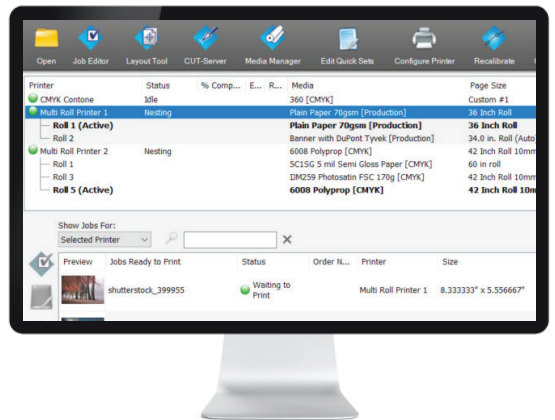 Open Job Editor Layout Tool CUT-Server Media Manager Edit Quick Sets Configure Printer Recalibrate
Printer Status % Comp... E... R... Media Page Size
CMYK Contone Idle 360 [CMYK] Custom #1
Multi Roll Printer 1 Nesting Plain Paper 70gsm [Production] 36 Inch Roll
Roll 1 (Active) Plain Paper 70gsm [Production] 36 Inch Roll
Roll 2 Banner with DuPont Tyvek [Production] 34.0 in. Roll (Auto
Multi Roll Printer 2 Nesting 6008 Polyprop [CMYK] 42 Inch Roll 10mm
Roll 1 SC1SG 5 mil Semi Gloss Paper [CMYK] 60 in roll
Roll 3 IJM259 Photosatin FSC 170g [CMYK] 42 Inch Roll 10mm
Roll 5 (Active) 6008 Polyprop [CMYK] 42 Inch Roll 10m
Show Jobs For:
Selected Printer
Preview Jobs Ready to Print Status Order N... Printer Size
shutterstock_399955 Waiting to Print Multi Roll Printer 1 8.333333" x 5.556667"